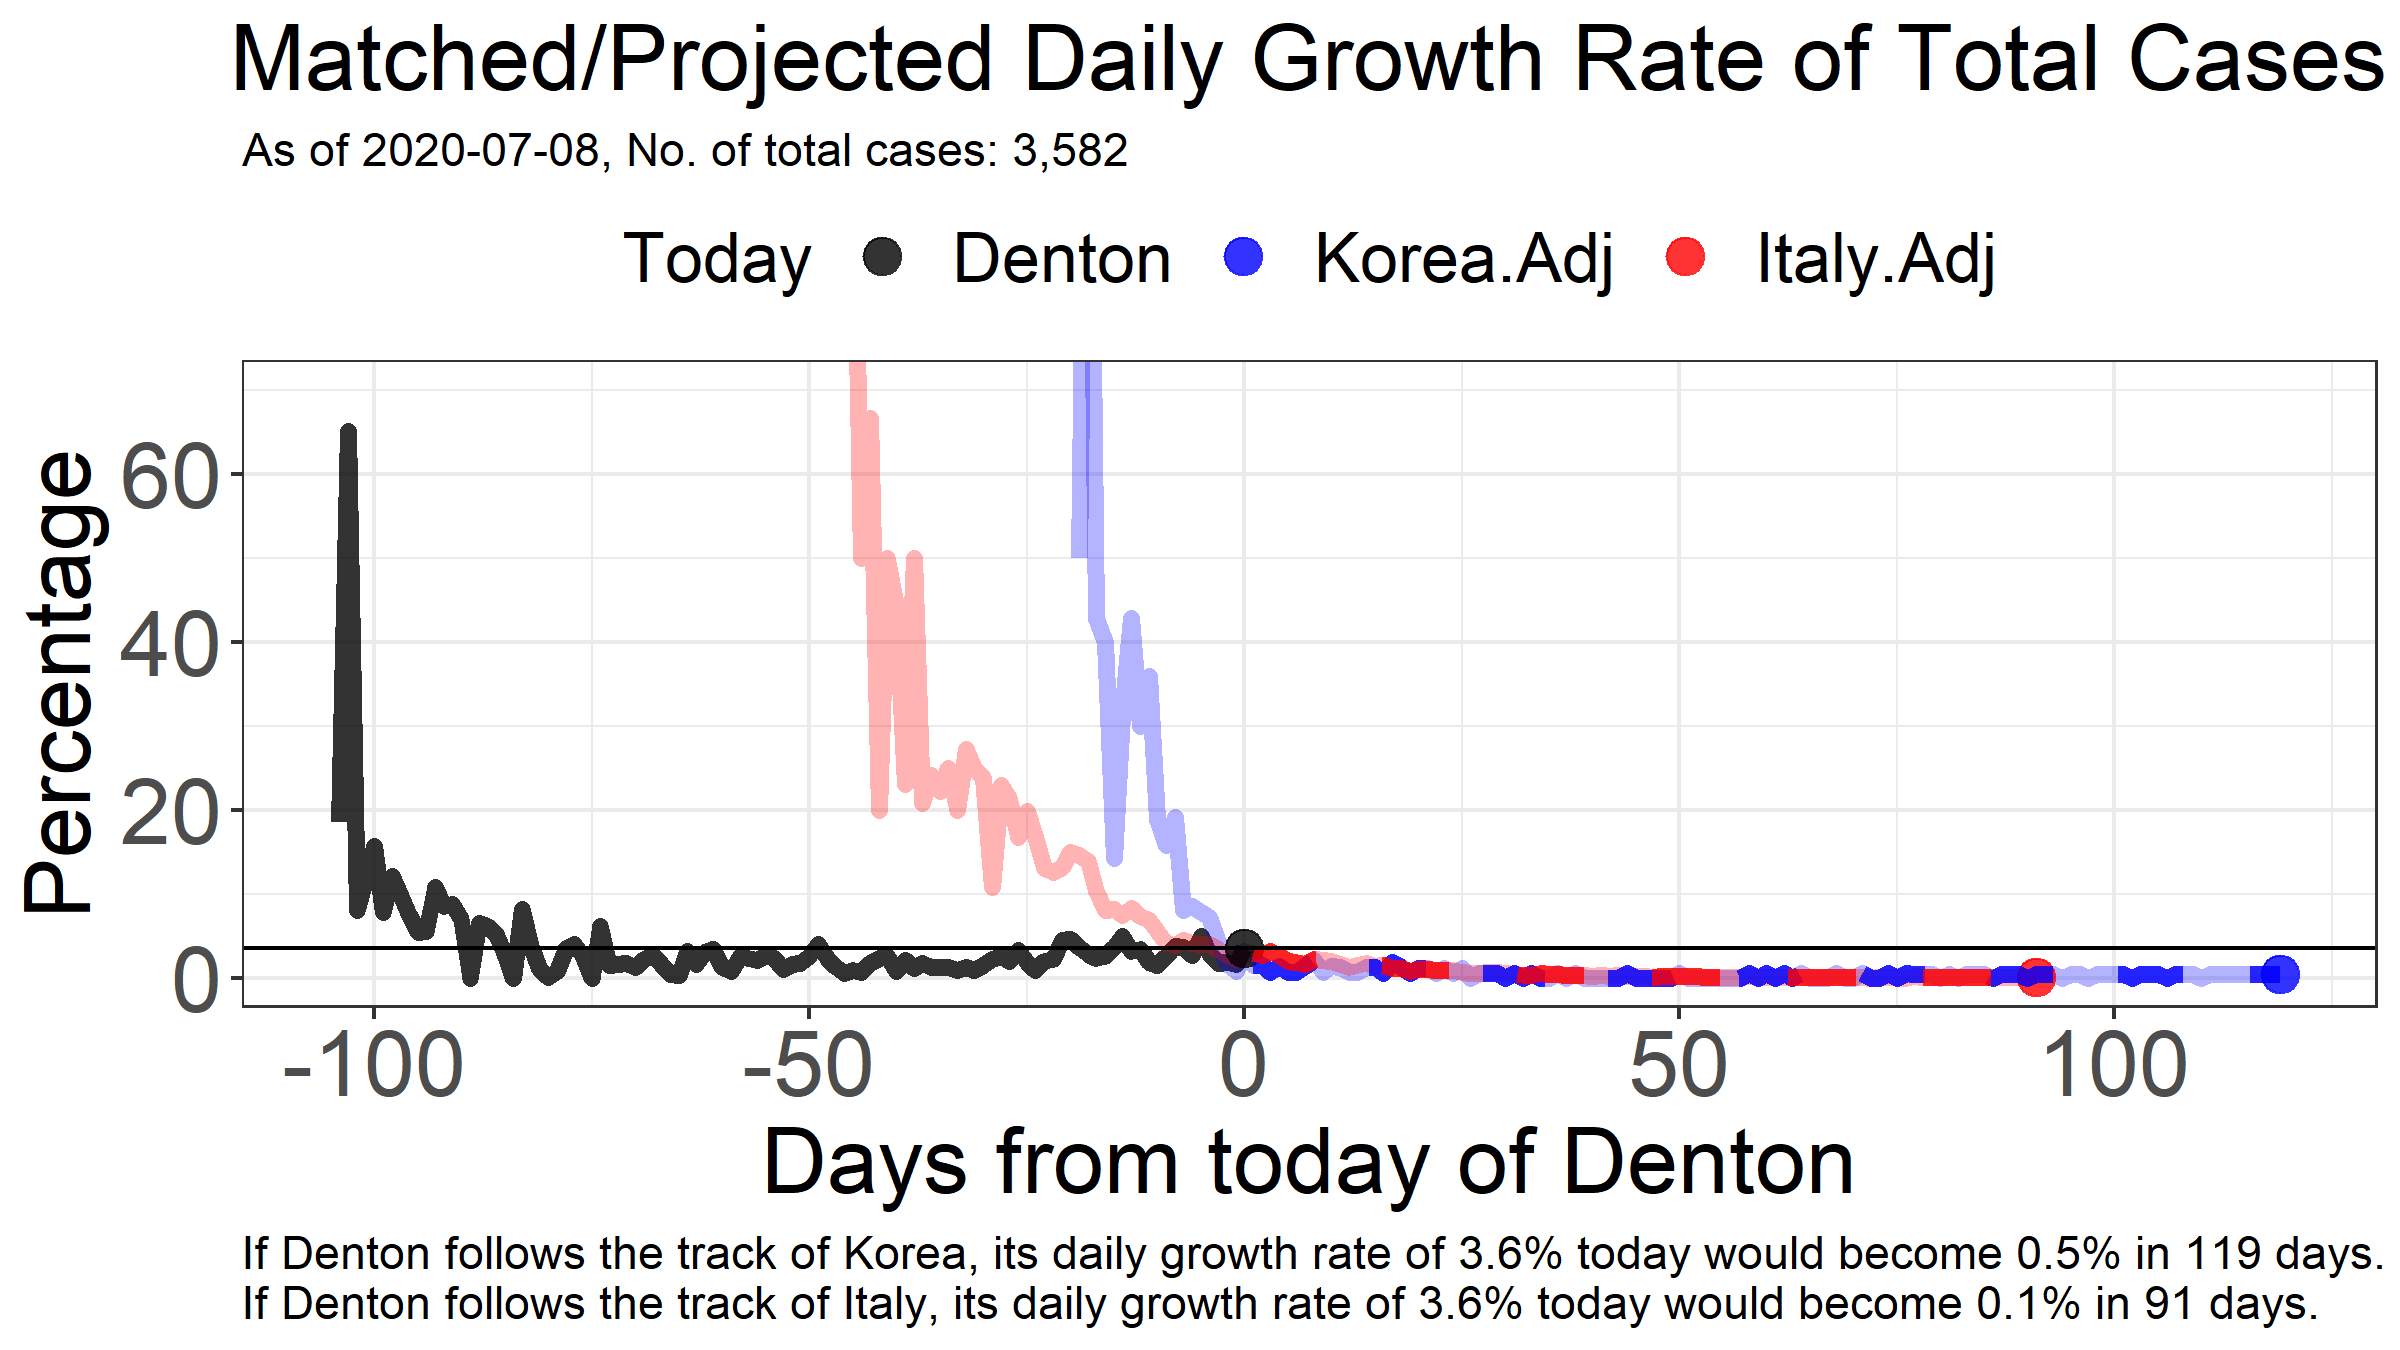 Matched/Projected Daily Growth Rate of Total Cases
As of 2020-07-08, No. of total cases: 3,582
Today Denton Korea.Adj Italy.Adj
Percentage
60
40
20
0
-100 -50 0 50 100
Days from today of Denton
If Denton follows the track of Korea, its daily growth rate of 3.6% today would become 0.5% in 119 days.
If Denton follows the track of Italy, its daily growth rate of 3.6% today would become 0.1% in 91 days.